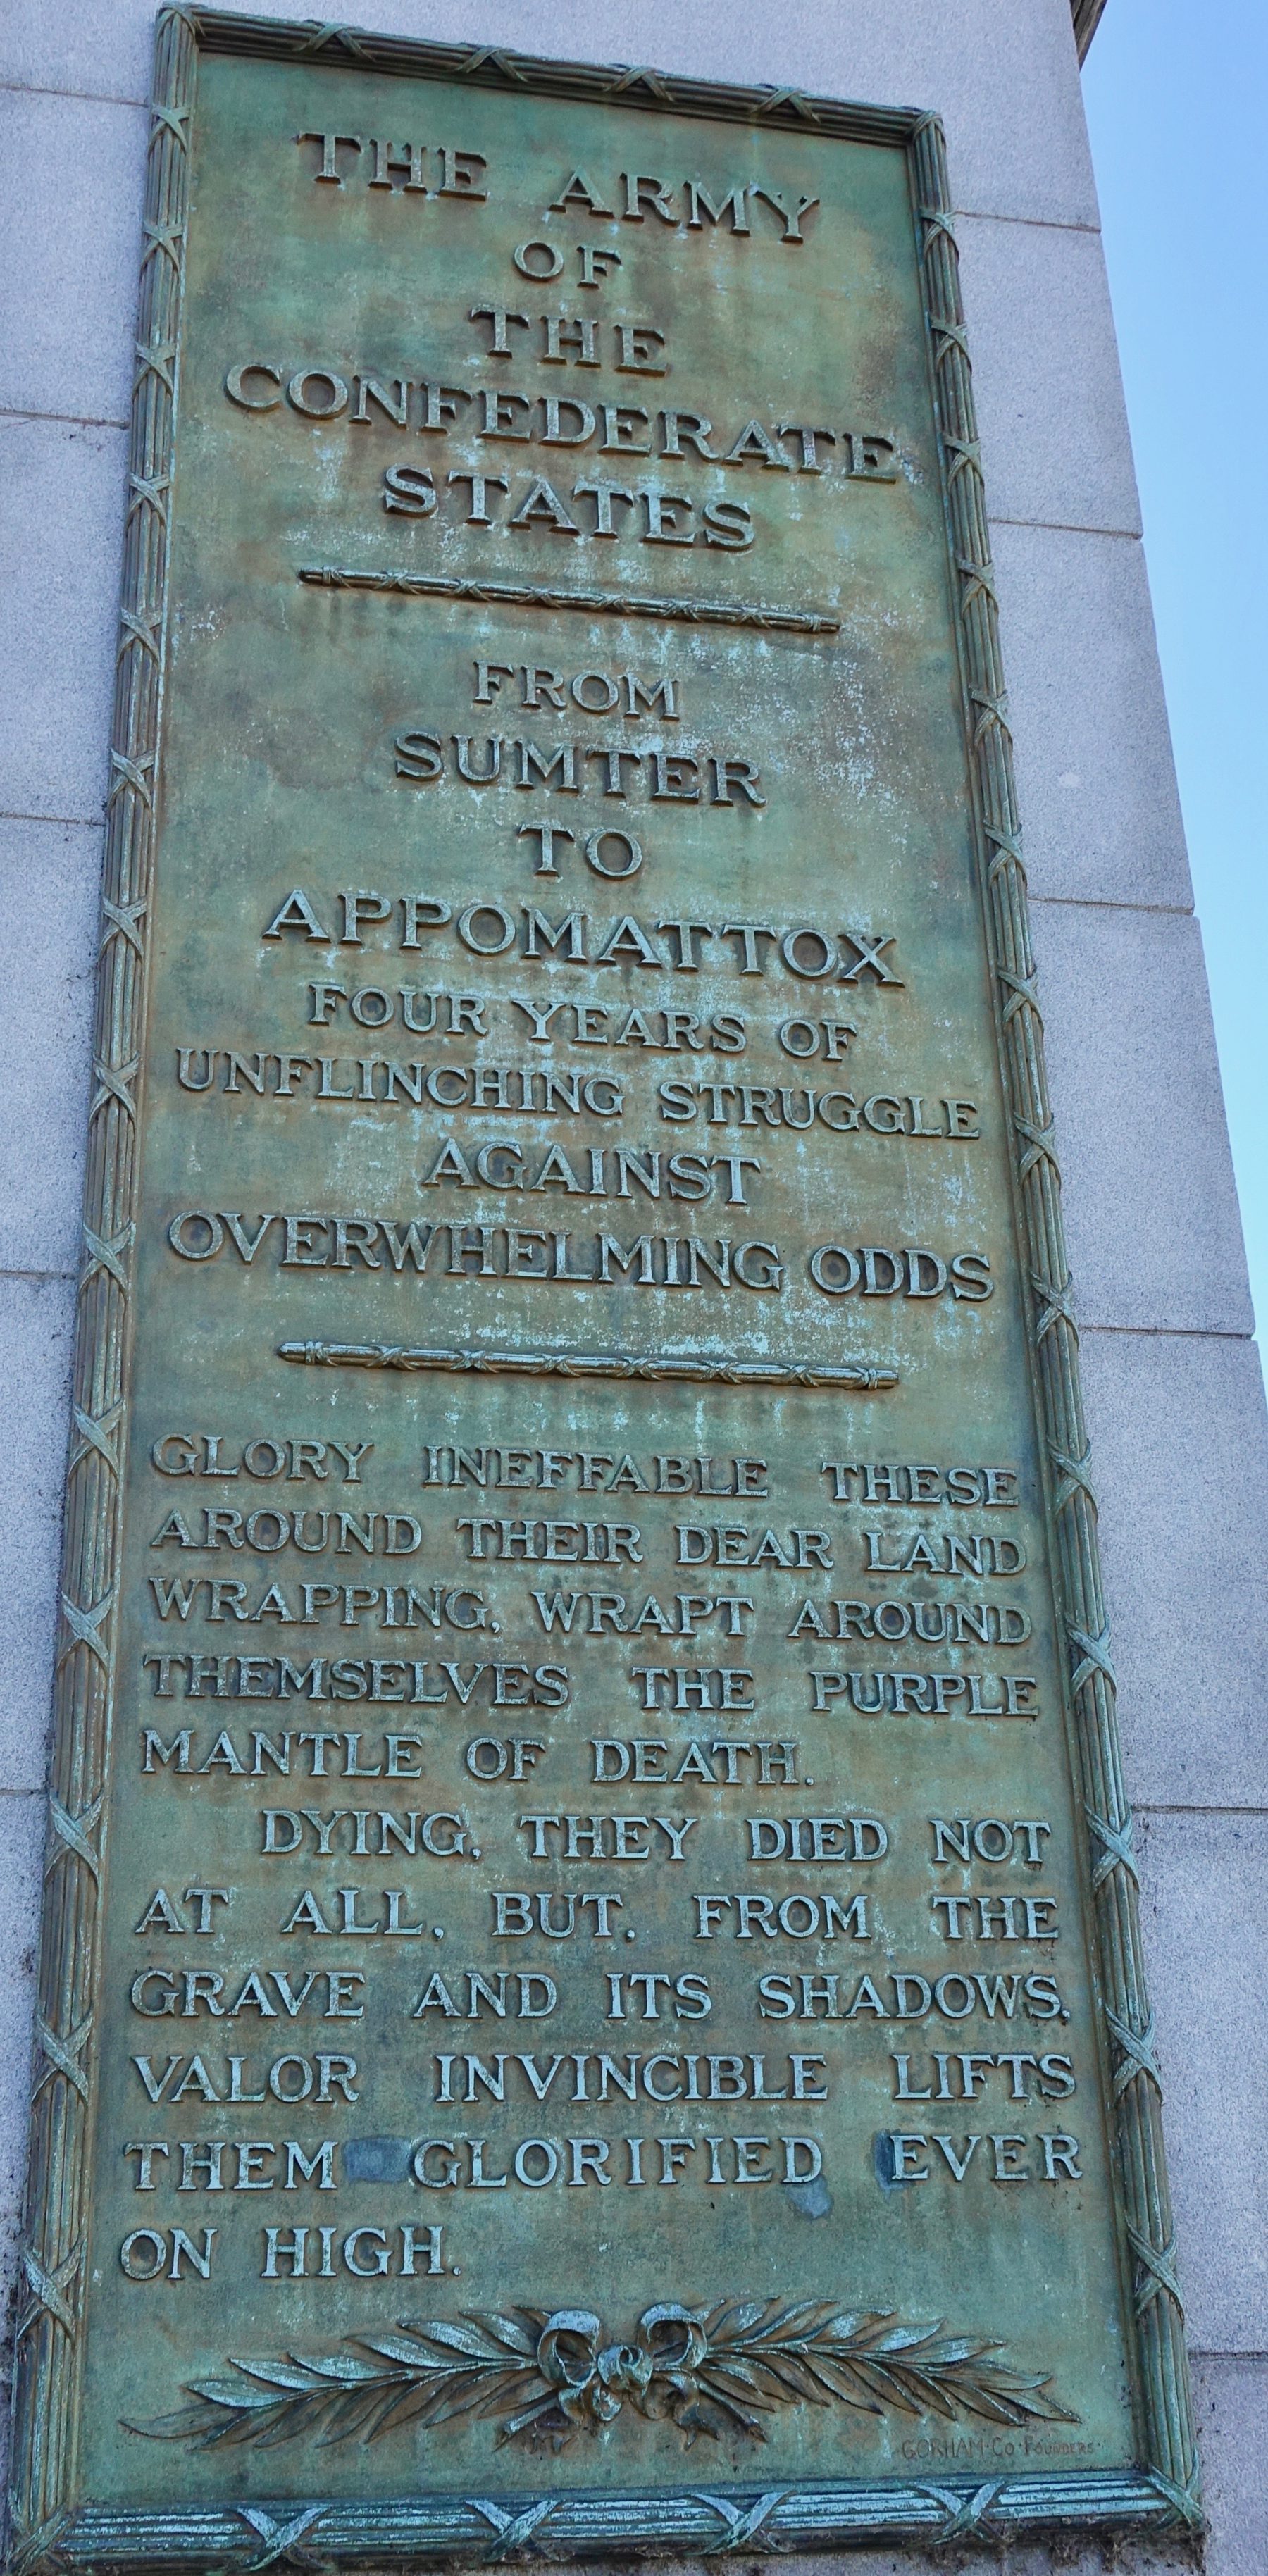 THE ARMY
OF
THE
CONFEDERATE
STATES
FROM
SUMTER
TO
APPOMATTOX
FOUR YEARS OF
UNFLINCHING STRUGGLE
AGAINST
OVERWHELMING ODDS
GLORY INEFFABLE THESE
AROUND THEIR DEAR LAND
WRAPPING, WRAPT AROUND
THEMSELVES THE PURPLE
MANTLE OF DEATH.
DYING, THEY DIED NOT
AT ALL, BUT, FROM THE
GRAVE AND ITS SHADOWS,
VALOR INVINCIBLE LIFTS
THEM GLORIFIED EVER
ON HIGH.
GORHAM · CO · FOUNDERS ·